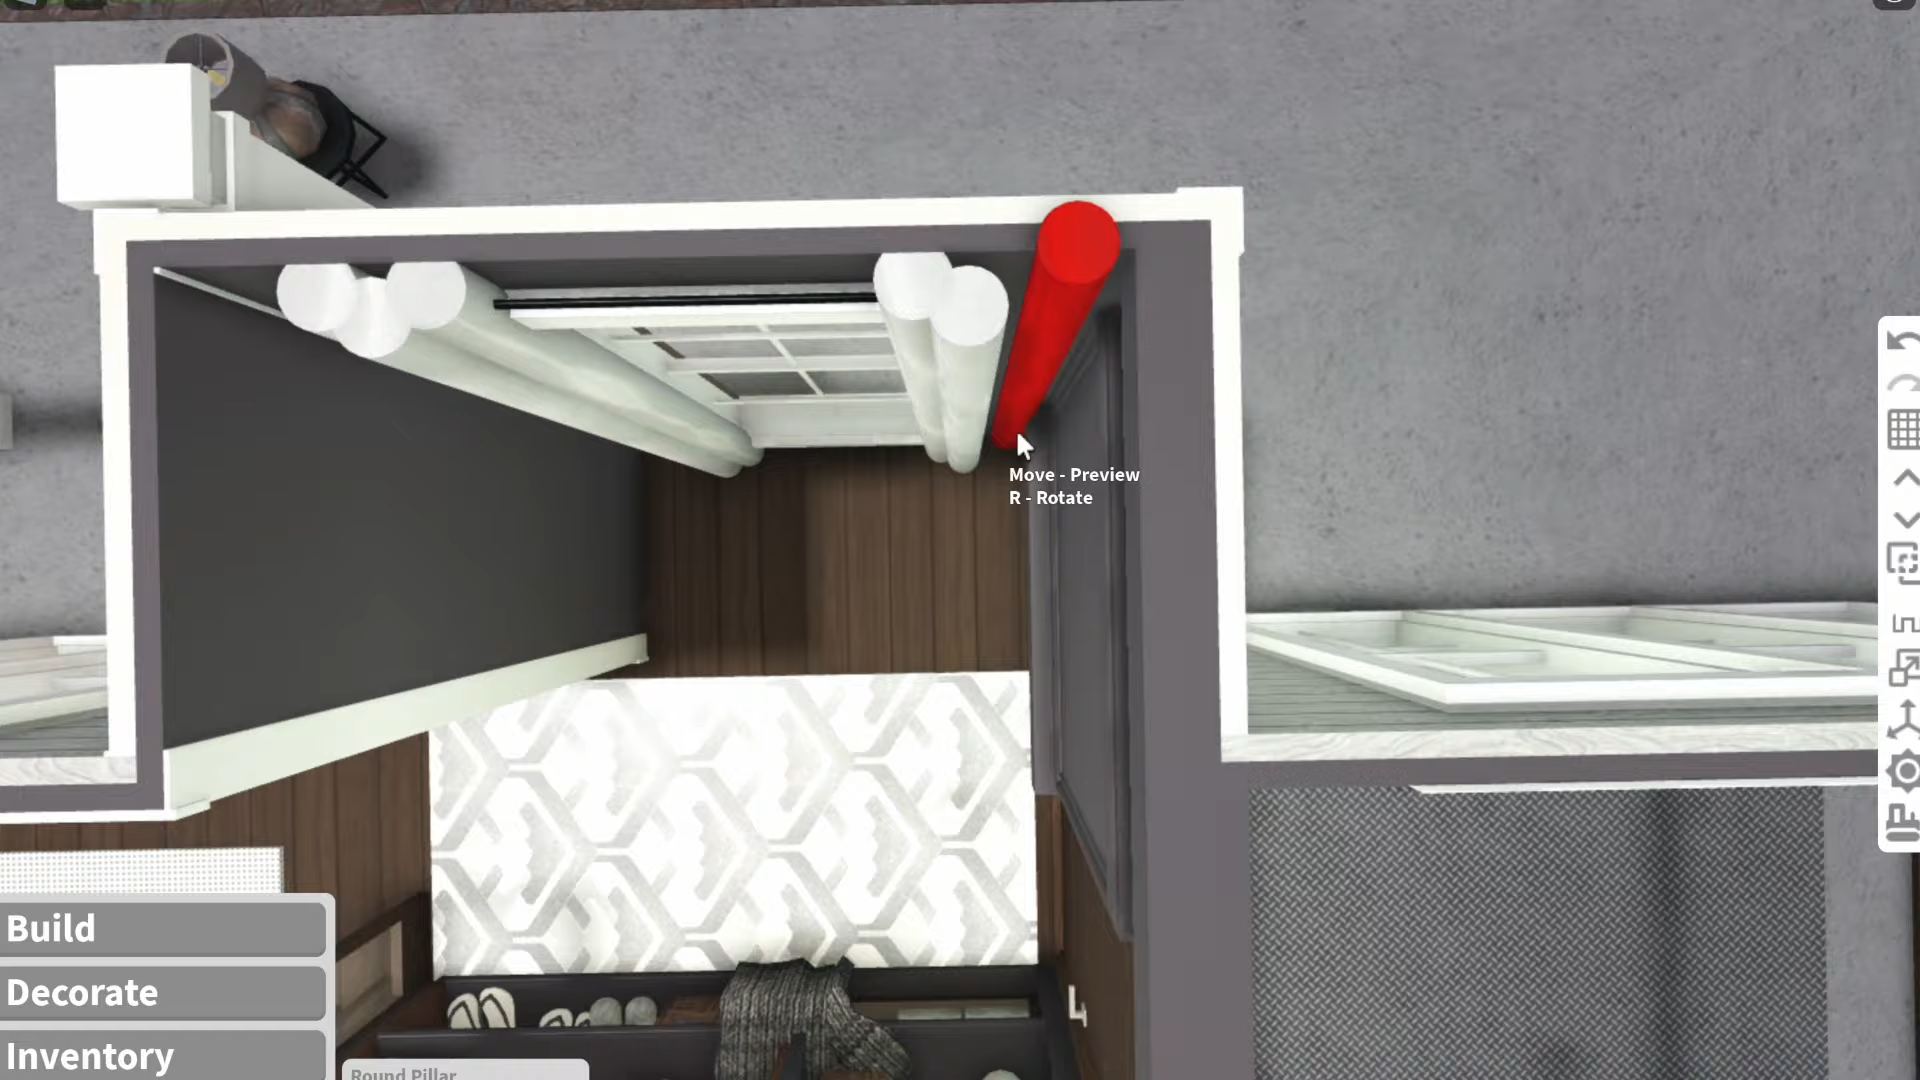 Move - Preview
R - Rotate
Build
Decorate
Inventory
Round Pillar